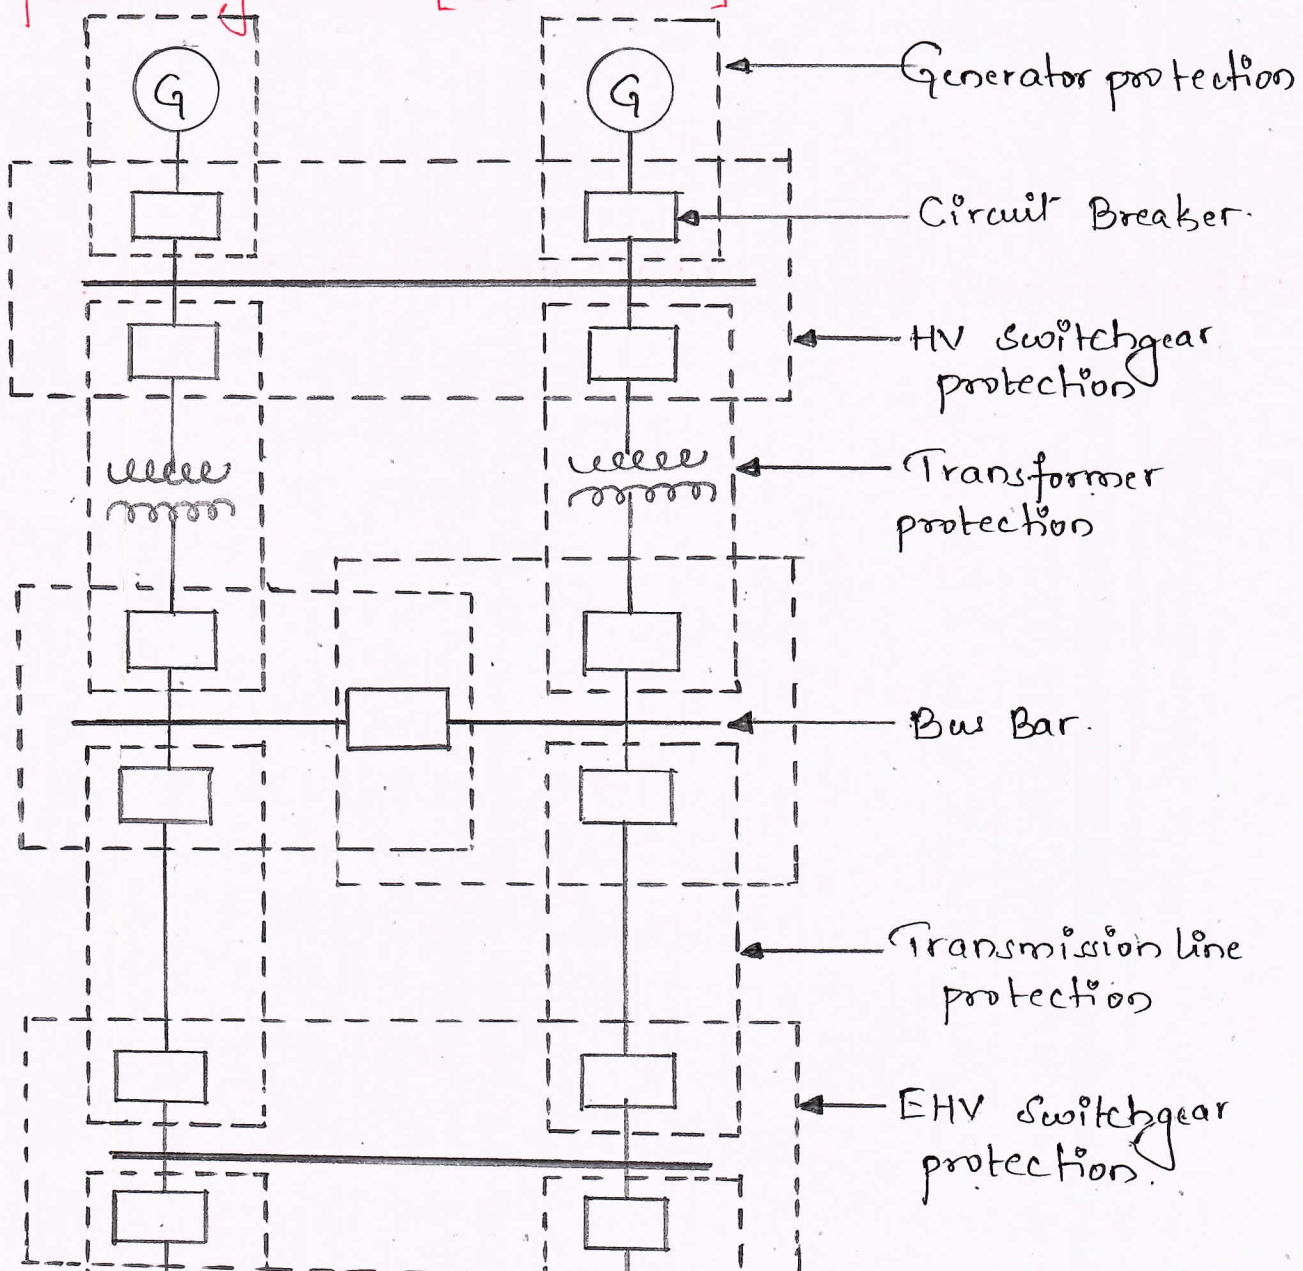 G
G
Generator protection
Circuit Breaker.
HV Switchgear
protection
Transformer
protection
Bus Bar.
Transmission line
protection
EHV Switchgear
protection.